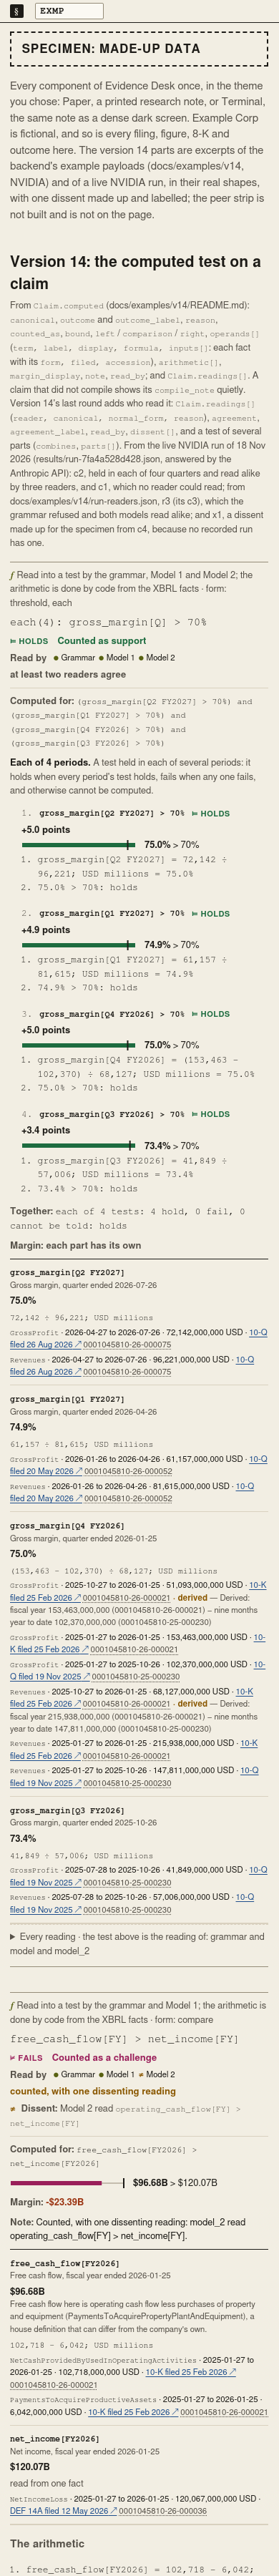 EXMP
SPECIMEN: MADE-UP DATA
Every component of Evidence Desk once, in the theme
you chose: Paper, a printed research note, or Terminal,
the same note as a dense dark screen. Example Corp
is fictional, and so is every filing, figure, 8-K and
outcome here. The version 14 parts are excerpts of the
backend's example payloads (docs/examples/v14,
NVIDIA) and of a live NVIDIA run, in their real shapes,
with one dissent made up and labelled; the peer strip is
not built and is not on the page.
Version 14: the computed test on a
claim
From Claim.computed (docs/examples/v14/README.md):
canonical, outcome and outcome_label, reason,
counted_as, bound, left / comparison / right, operands[]
(term, label, display, formula, inputs[]: each fact
with its form, filed, accession), arithmetic[],
margin_display, note, read_by; and Claim.readings[]. A
claim that did not compile shows its compile_note quietly.
Version 14's last round adds who read it: Claim.readings[]
(reader, canonical, normal_form, reason), agreement,
agreement_label, read_by, dissent[], and a test of several
parts (combines, parts[]). From the live NVIDIA run of 18 Nov
2026 (results/run-7fa4a528d428.json, answered by the
Anthropic API): c2, held in each of four quarters and read alike
by three readers, and c1, which no reader could read; from
docs/examples/v14/run-readers.json, r3 (its c3), which the
grammar refused and both models read alike; and x1, a dissent
made up for the specimen from c4, because no recorded run
has one.
ƒ Read into a test by the grammar, Model 1 and Model 2; the
arithmetic is done by code from the XBRL facts · form:
threshold, each
each(4): gross_margin[Q] > 70%
⊨ HOLDS Counted as support
Read by ● Grammar ● Model 1 ● Model 2
at least two readers agree
Computed for: (gross_margin[Q2 FY2027] > 70%) and
(gross_margin[Q1 FY2027] > 70%) and
(gross_margin[Q4 FY2026] > 70%) and
(gross_margin[Q3 FY2026] > 70%)
Each of 4 periods. A test held in each of several periods: it
holds when every period's test holds, fails when any fails,
and otherwise cannot be computed.
1. gross_margin[Q2 FY2027] > 70% ⊨ HOLDS
+5.0 points
75.0% > 70%
1. gross_margin[Q2 FY2027] = 72,142 ÷
96,221; USD millions = 75.0%
2. 75.0% > 70%: holds
2. gross_margin[Q1 FY2027] > 70% ⊨ HOLDS
+4.9 points
74.9% > 70%
1. gross_margin[Q1 FY2027] = 61,157 ÷
81,615; USD millions = 74.9%
2. 74.9% > 70%: holds
3. gross_margin[Q4 FY2026] > 70% ⊨ HOLDS
+5.0 points
75.0% > 70%
1. gross_margin[Q4 FY2026] = (153,463 −
102,370) ÷ 68,127; USD millions = 75.0%
2. 75.0% > 70%: holds
4. gross_margin[Q3 FY2026] > 70% ⊨ HOLDS
+3.4 points
73.4% > 70%
1. gross_margin[Q3 FY2026] = 41,849 ÷
57,006; USD millions = 73.4%
2. 73.4% > 70%: holds
Together: each of 4 tests: 4 hold, 0 fail, 0
cannot be told: holds
Margin: each part has its own
gross_margin[Q2 FY2027]
Gross margin, quarter ended 2026-07-26
75.0%
72,142 ÷ 96,221; USD millions
GrossProfit · 2026-04-27 to 2026-07-26 · 72,142,000,000 USD · 10-Q
filed 26 Aug 2026 ↗ 0001045810-26-000075
Revenues · 2026-04-27 to 2026-07-26 · 96,221,000,000 USD · 10-Q
filed 26 Aug 2026 ↗ 0001045810-26-000075
gross_margin[Q1 FY2027]
Gross margin, quarter ended 2026-04-26
74.9%
61,157 ÷ 81,615; USD millions
GrossProfit · 2026-01-26 to 2026-04-26 · 61,157,000,000 USD · 10-Q
filed 20 May 2026 ↗ 0001045810-26-000052
Revenues · 2026-01-26 to 2026-04-26 · 81,615,000,000 USD · 10-Q
filed 20 May 2026 ↗ 0001045810-26-000052
gross_margin[Q4 FY2026]
Gross margin, quarter ended 2026-01-25
75.0%
(153,463 − 102,370) ÷ 68,127; USD millions
GrossProfit · 2025-10-27 to 2026-01-25 · 51,093,000,000 USD · 10-K
filed 25 Feb 2026 ↗ 0001045810-26-000021 · derived — Derived:
fiscal year 153,463,000,000 (0001045810-26-000021) − nine months
year to date 102,370,000,000 (0001045810-25-000230)
GrossProfit · 2025-01-27 to 2026-01-25 · 153,463,000,000 USD · 10-
K filed 25 Feb 2026 ↗ 0001045810-26-000021
GrossProfit · 2025-01-27 to 2025-10-26 · 102,370,000,000 USD · 10-
Q filed 19 Nov 2025 ↗ 0001045810-25-000230
Revenues · 2025-10-27 to 2026-01-25 · 68,127,000,000 USD · 10-K
filed 25 Feb 2026 ↗ 0001045810-26-000021 · derived — Derived:
fiscal year 215,938,000,000 (0001045810-26-000021) − nine months
year to date 147,811,000,000 (0001045810-25-000230)
Revenues · 2025-01-27 to 2026-01-25 · 215,938,000,000 USD · 10-K
filed 25 Feb 2026 ↗ 0001045810-26-000021
Revenues · 2025-01-27 to 2025-10-26 · 147,811,000,000 USD · 10-Q
filed 19 Nov 2025 ↗ 0001045810-25-000230
gross_margin[Q3 FY2026]
Gross margin, quarter ended 2025-10-26
73.4%
41,849 ÷ 57,006; USD millions
GrossProfit · 2025-07-28 to 2025-10-26 · 41,849,000,000 USD · 10-Q
filed 19 Nov 2025 ↗ 0001045810-25-000230
Revenues · 2025-07-28 to 2025-10-26 · 57,006,000,000 USD · 10-Q
filed 19 Nov 2025 ↗ 0001045810-25-000230
▶ Every reading · the test above is the reading of: grammar and
model and model_2
ƒ Read into a test by the grammar and Model 1; the arithmetic is
done by code from the XBRL facts · form: compare
free_cash_flow[FY] > net_income[FY]
⊭ FAILS Counted as a challenge
Read by ● Grammar ● Model 1 ≠ Model 2
counted, with one dissenting reading
≠ Dissent: Model 2 read operating_cash_flow[FY] >
net_income[FY]
Computed for: free_cash_flow[FY2026] >
net_income[FY2026]
$96.68B > $120.07B
Margin: -$23.39B
Note: Counted, with one dissenting reading: model_2 read
operating_cash_flow[FY] > net_income[FY].
free_cash_flow[FY2026]
Free cash flow, fiscal year ended 2026-01-25
$96.68B
Free cash flow here is operating cash flow less purchases of property
and equipment (PaymentsToAcquirePropertyPlantAndEquipment), a
house definition that can differ from the company's own.
102,718 − 6,042; USD millions
NetCashProvidedByUsedInOperatingActivities · 2025-01-27 to
2026-01-25 · 102,718,000,000 USD · 10-K filed 25 Feb 2026 ↗
0001045810-26-000021
PaymentsToAcquireProductiveAssets · 2025-01-27 to 2026-01-25 ·
6,042,000,000 USD · 10-K filed 25 Feb 2026 ↗ 0001045810-26-000021
net_income[FY2026]
Net income, fiscal year ended 2026-01-25
$120.07B
read from one fact
NetIncomeLoss · 2025-01-27 to 2026-01-25 · 120,067,000,000 USD ·
DEF 14A filed 12 May 2026 ↗ 0001045810-26-000036
The arithmetic
1. free_cash_flow[FY2026] = 102,718 − 6,042;